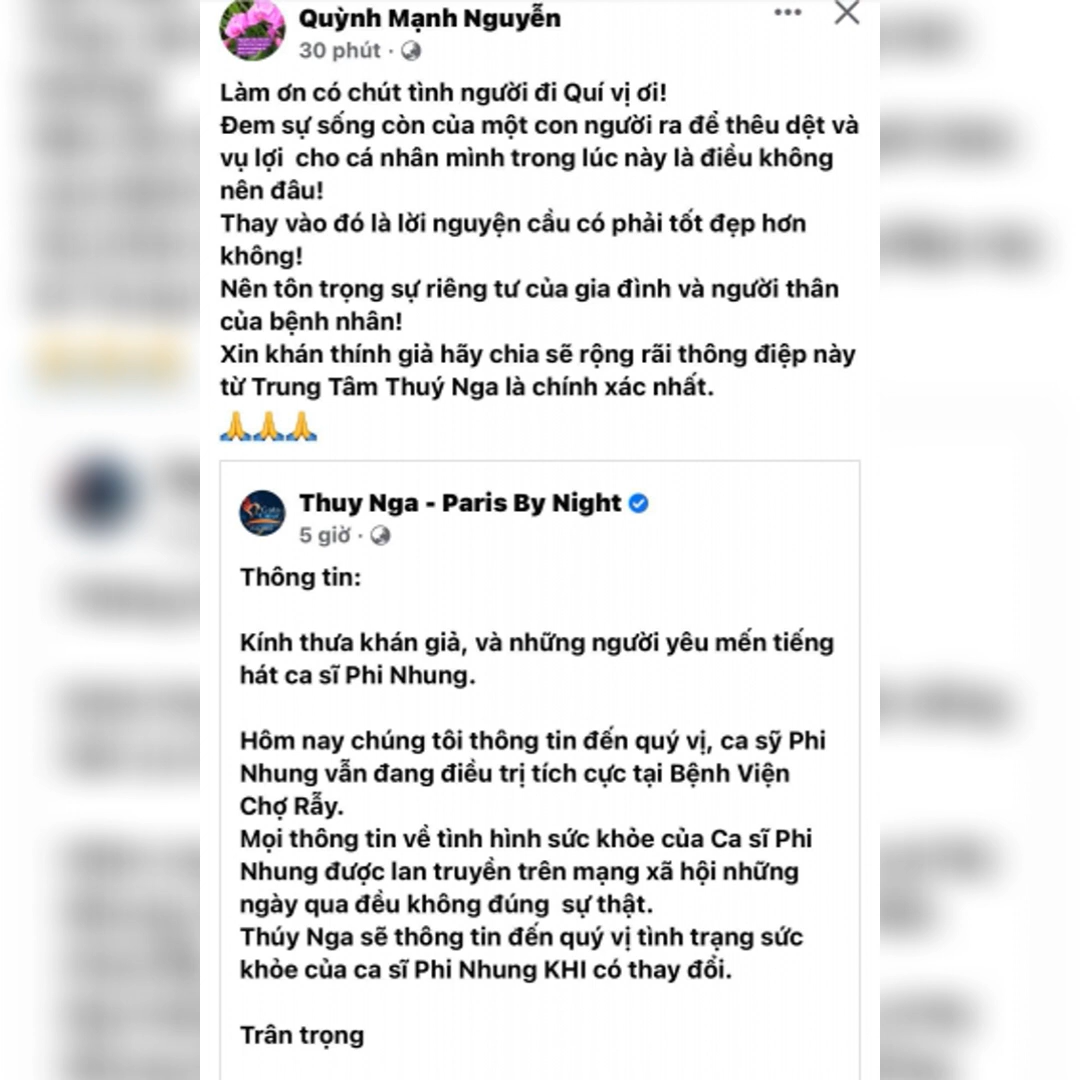 Quỳnh Mạnh Nguyễn
30 phút ·
Làm ơn có chút tình người đi Quí vị ơi!
Đem sự sống còn của một con người ra để thêu dệt và
vụ lợi cho cá nhân mình trong lúc này là điều không
nên đâu!
Thay vào đó là lời nguyện cầu có phải tốt đẹp hơn
không!
Nên tôn trọng sự riêng tư của gia đình và người thân
của bệnh nhân!
Xin khán thính giả hãy chia sẽ rộng rãi thông điệp này
từ Trung Tâm Thuý Nga là chính xác nhất.
🙏🙏🙏
Thuy Nga - Paris By Night
5 giờ ·
Thông tin:
Kính thưa khán giả, và những người yêu mến tiếng
hát ca sĩ Phi Nhung.
Hôm nay chúng tôi thông tin đến quý vị, ca sỹ Phi
Nhung vẫn đang điều trị tích cực tại Bệnh Viện
Chợ Rẫy.
Mọi thông tin về tình hình sức khỏe của Ca sĩ Phi
Nhung được lan truyền trên mạng xã hội những
ngày qua đều không đúng sự thật.
Thúy Nga sẽ thông tin đến quý vị tình trạng sức
khỏe của ca sĩ Phi Nhung KHI có thay đổi.
Trân trọng